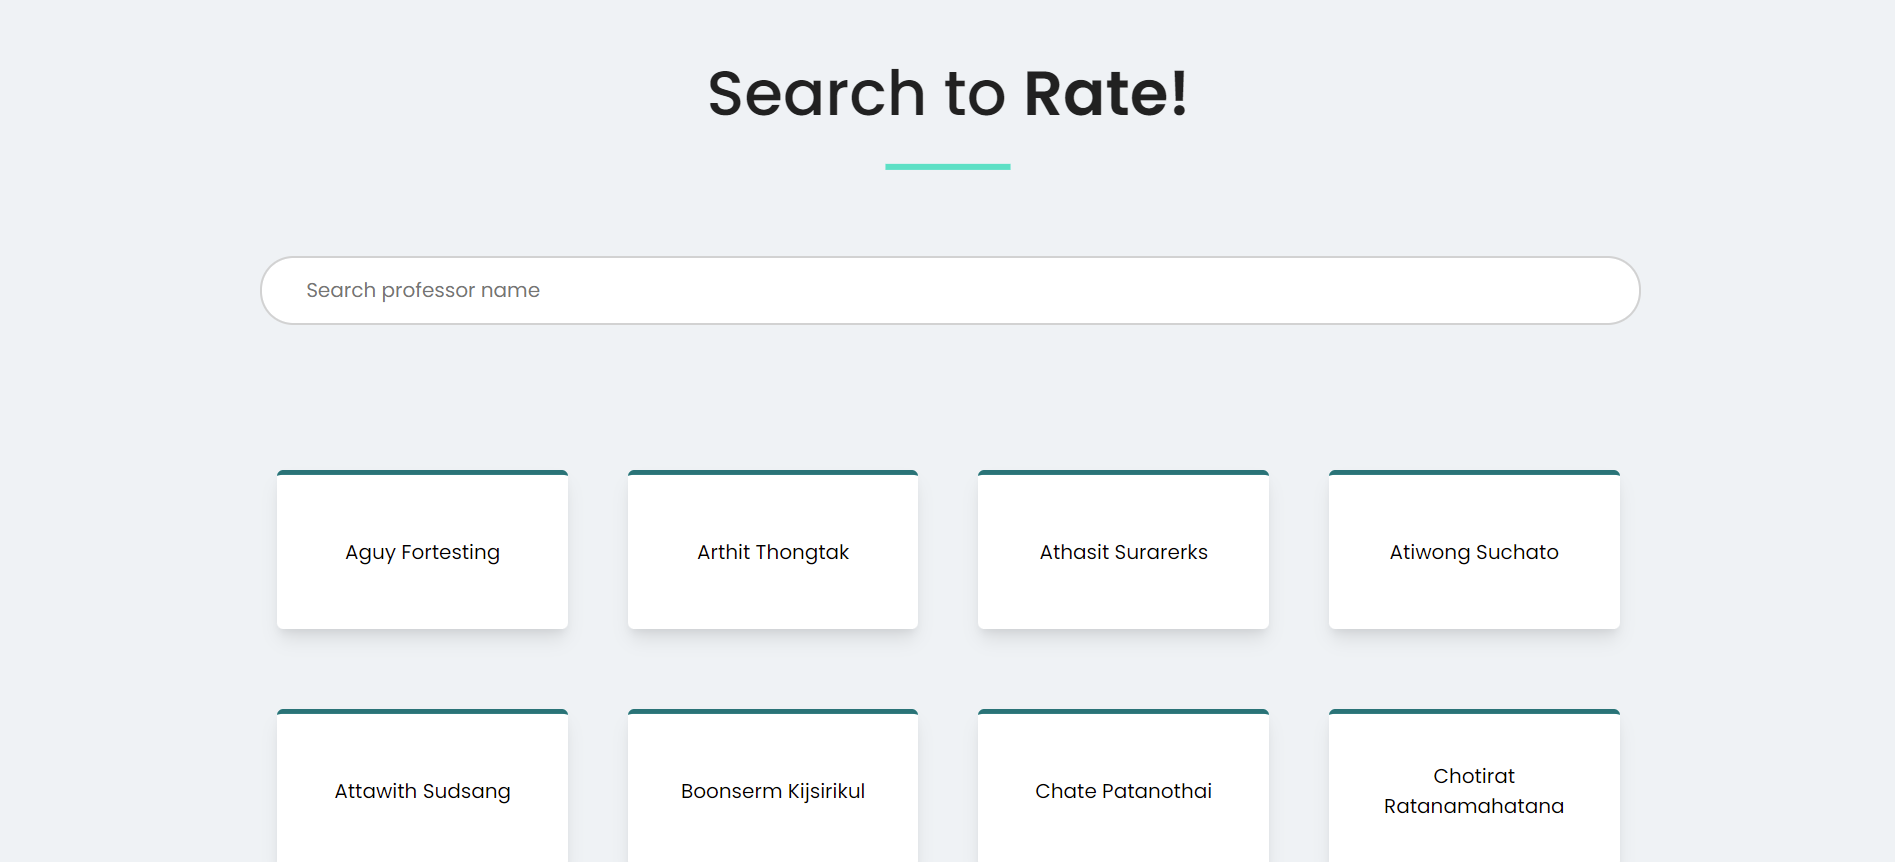 Search to Rate!
Search professor name
Aguy Fortesting
Arthit Thongtak
Athasit Surarerks
Atiwong Suchato
Attawith Sudsang
Boonserm Kijsirikul
Chate Patanothai
Chotirat
Ratanamahatana